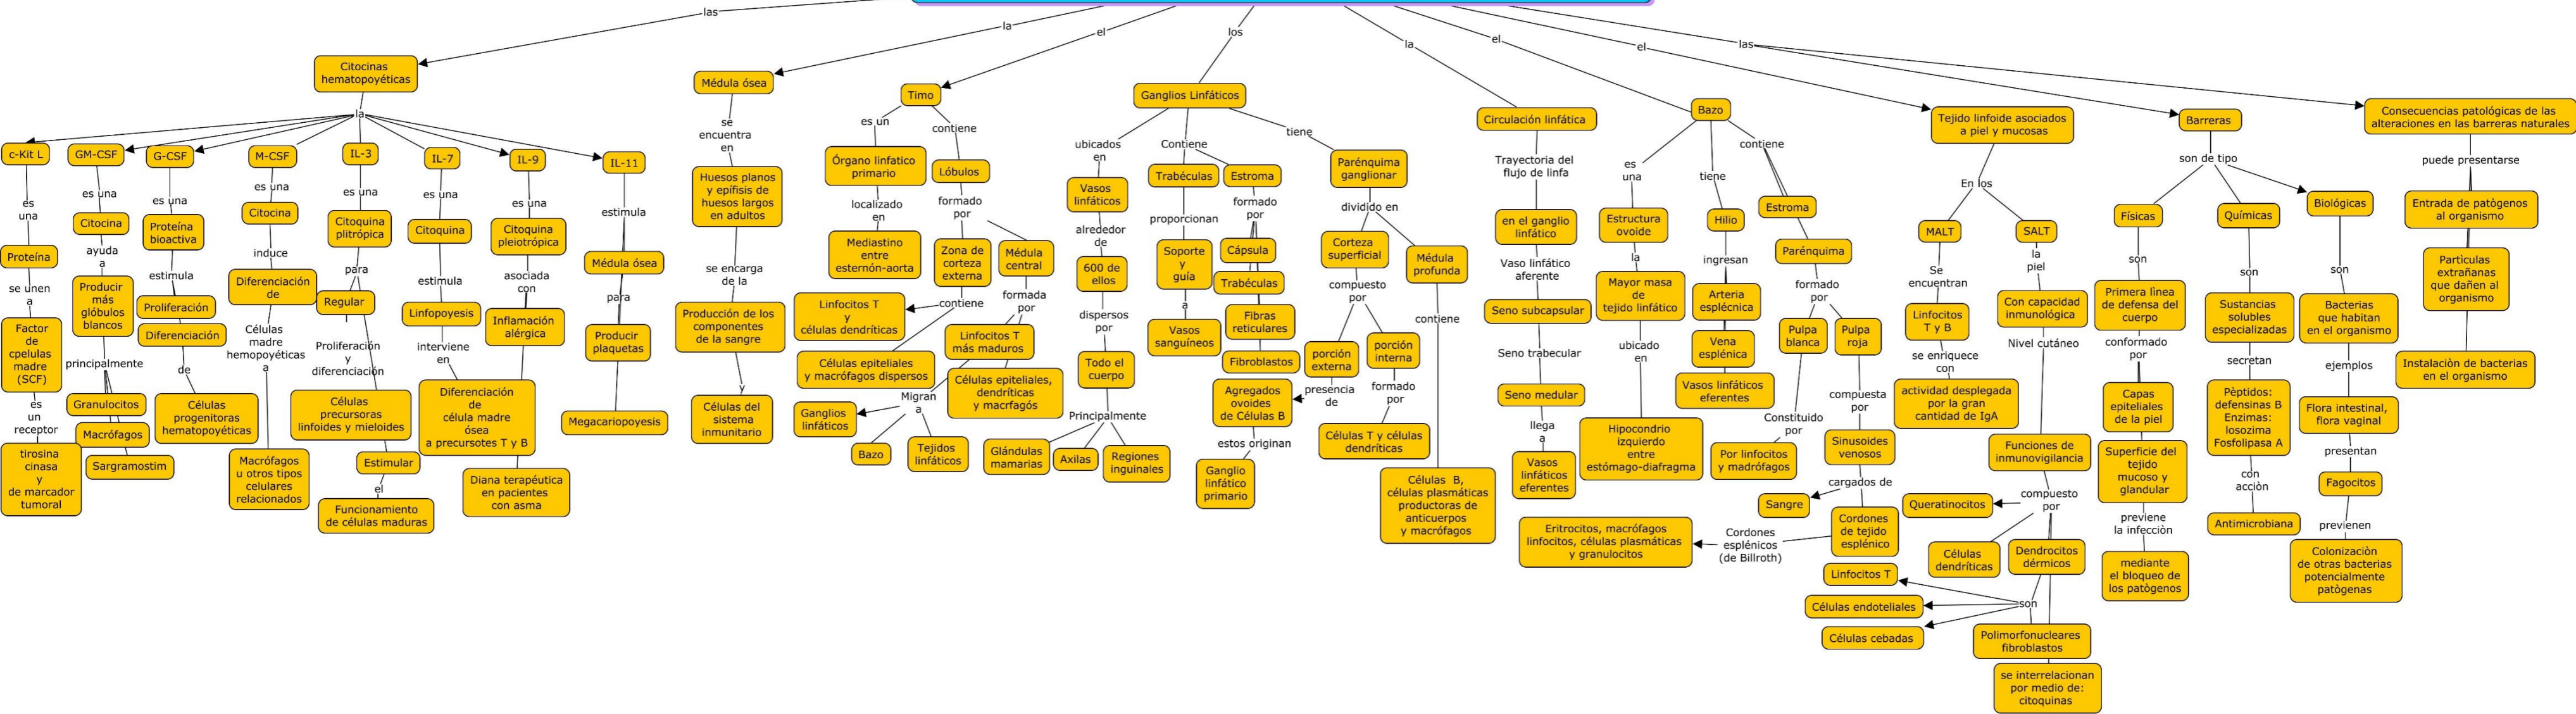 las
la
el
los
la
el
el
las
Citocinas
hematopoyéticas
la
c-Kit L
es
una
Proteína
se unen
a
Factor
de
cpelulas
madre
(SCF)
es
un
receptor
tirosina
cinasa
y
de marcador
tumoral
GM-CSF
es una
Citocina
ayuda
a
Producir
más
glóbulos
blancos
principalmente
Granulocitos
Macrófagos
Sargramostim
G-CSF
es una
Proteína
bioactiva
estimula
Proliferación
Diferenciación
de
Células
progenitoras
hematopoyéticas
M-CSF
es una
Citocina
induce
Diferenciación
de
Células
madre
hemopoyéticas
a
Macrófagos
u otros tipos
celulares
relacionados
IL-3
es una
Citoquina
plitrópica
para
Regular
Proliferación
y
diferenciación
Células
precursoras
linfoides y mieloides
Estimular
el
Funcionamiento
de células maduras
IL-7
es una
Citoquina
estimula
Linfopoyesis
interviene
en
Diferenciación
de
célula madre
ósea
a precursotes T y B
IL-9
es una
Citoquina
pleiotrópica
asociada
con
Inflamación
alérgica
Diana terapéutica
en pacientes
con asma
IL-11
estimula
Médula ósea
para
Producir
plaquetas
Megacariopoyesis
Médula ósea
se
encuentra
en
Huesos planos
y epífisis de
huesos largos
en adultos
se encarga
de la
Producción de los
componentes
de la sangre
y
Células del
sistema
inmunitario
Timo
es un
Órgano linfatico
primario
localizado
en
Mediastino
entre
esternón-aorta
contiene
Lóbulos
formado
por
Zona de
corteza
externa
contiene
Linfocitos T
y
células dendríticas
Células epiteliales
y macrófagos dispersos
Médula
central
formada
por
Linfocitos T
más maduros
Células epiteliales,
dendríticas
y macrfagós
Migran
a
Ganglios
linfáticos
Bazo
Tejidos
linfáticos
Ganglios Linfáticos
ubicados
en
Vasos
linfáticos
alrededor
de
600 de
ellos
dispersos
por
Todo el
cuerpo
Principalmente
Glándulas
mamarias
Axilas
Regiones
inguinales
Contiene
Trabéculas
proporcionan
Soporte
y
guía
a
Vasos
sanguíneos
Estroma
formado
por
Cápsula
Trabéculas
Fibras
reticulares
Fibroblastos
tiene
Parénquima
ganglionar
dividido en
Corteza
superficial
compuesto
por
porción
externa
presencia
de
Agregados
ovoides
de Células B
estos originan
Ganglio
linfático
primario
porción
interna
formado
por
Células T y células
dendríticas
Médula
profunda
contiene
Células  B,
células plasmáticas
productoras de
anticuerpos
y macrófagos
Circulación linfática
Trayectoria del
flujo de linfa
en el ganglio
linfático
Vaso linfático
aferente
Seno subcapsular
Seno trabecular
Seno medular
llega
a
Vasos
linfáticos
eferentes
Bazo
es
una
Estructura
ovoide
la
Mayor masa
de
tejido linfático
ubicado
en
Hipocondrio
izquierdo
entre
estómago-diafragma
tiene
Hilio
ingresan
Arteria
esplécnica
Vena
esplénica
Vasos linfáticos
eferentes
contiene
Estroma
Parénquima
formado
por
Pulpa
blanca
Constituido
por
Por linfocitos
y madrófagos
Pulpa
roja
compuesta
por
Sinusoides
venosos
cargados de
Sangre
Cordones
de tejido
esplénico
Cordones
esplénicos
(de Billroth)
Eritrocitos, macrófagos
linfocitos, células plasmáticas
y granulocitos
Tejido linfoide asociados
a piel y mucosas
En los
MALT
Se
encuentran
Linfocitos
T y B
se enriquece
con
actividad desplegada
por la gran
cantidad de IgA
SALT
la
piel
Con capacidad
inmunológica
Nivel cutáneo
Funciones de
inmunovigilancia
compuesto
por
Queratinocitos
Células
dendríticas
Dendrocitos
dérmicos
son
Linfocitos T
Células endoteliales
Células cebadas
Polimorfonucleares
fibroblastos
se interrelacionan
por medio de:
citoquinas
Barreras
son de tipo
Físicas
son
Primera lìnea
de defensa del
cuerpo
conformado
por
Capas
epiteliales
de la piel
Superficie del
tejido
mucoso y
glandular
previene
la infecciòn
mediante
el bloqueo de
los patògenos
Químicas
son
Sustancias
solubles
especializadas
secretan
Pèptidos:
defensinas B
Enzimas:
losozima
Fosfolipasa A
con
acciòn
Antimicrobiana
Biológicas
son
Bacterias
que habitan
en el organismo
ejemplos
Flora intestinal,
flora vaginal
presentan
Fagocitos
previenen
Colonizaciòn
de otras bacterias
potencialmente
patògenas
Consecuencias patológicas de las
alteraciones en las barreras naturales
puede presentarse
Entrada de patògenos
al organismo
Partìculas
extrañanas
que dañen al
organismo
Instalaciòn de bacterias
en el organismo